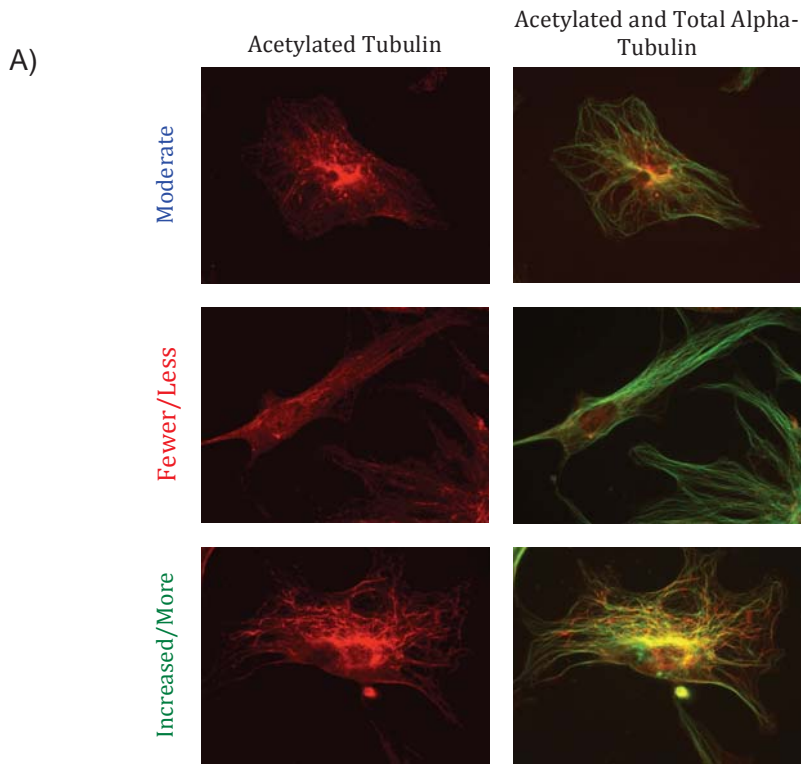 A)
Acetylated Tubulin
Acetylated and Total Alpha-
Tubulin
Moderate
Fewer/Less
Increased/More